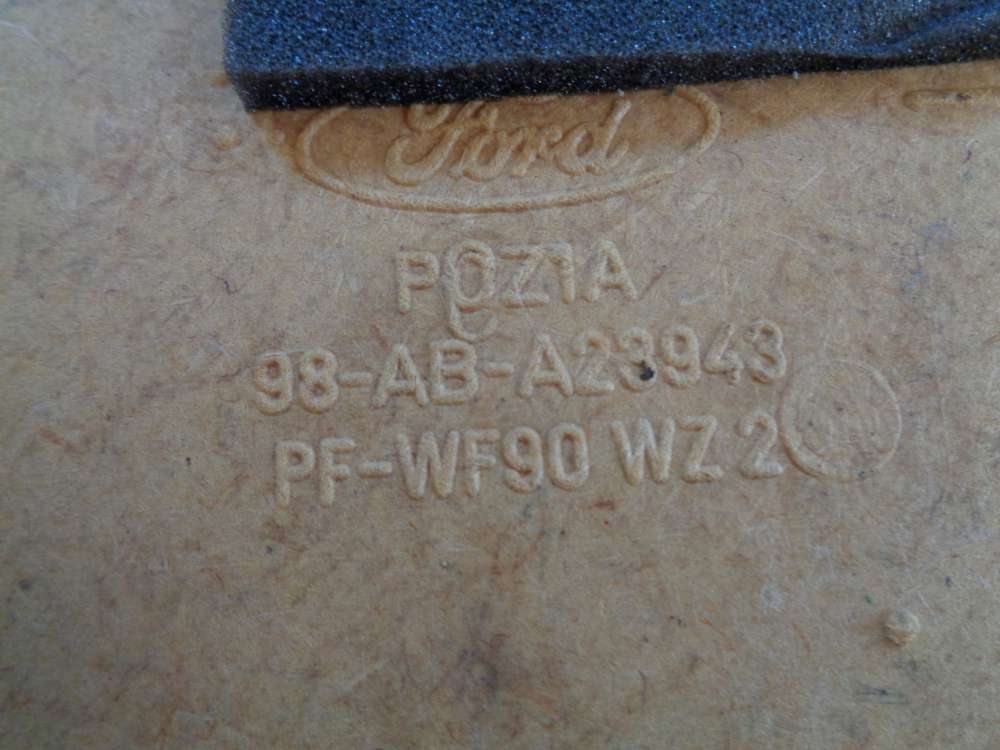 Ford
POZ1A
98-AB-A23943
PF-WF90 WZ 2